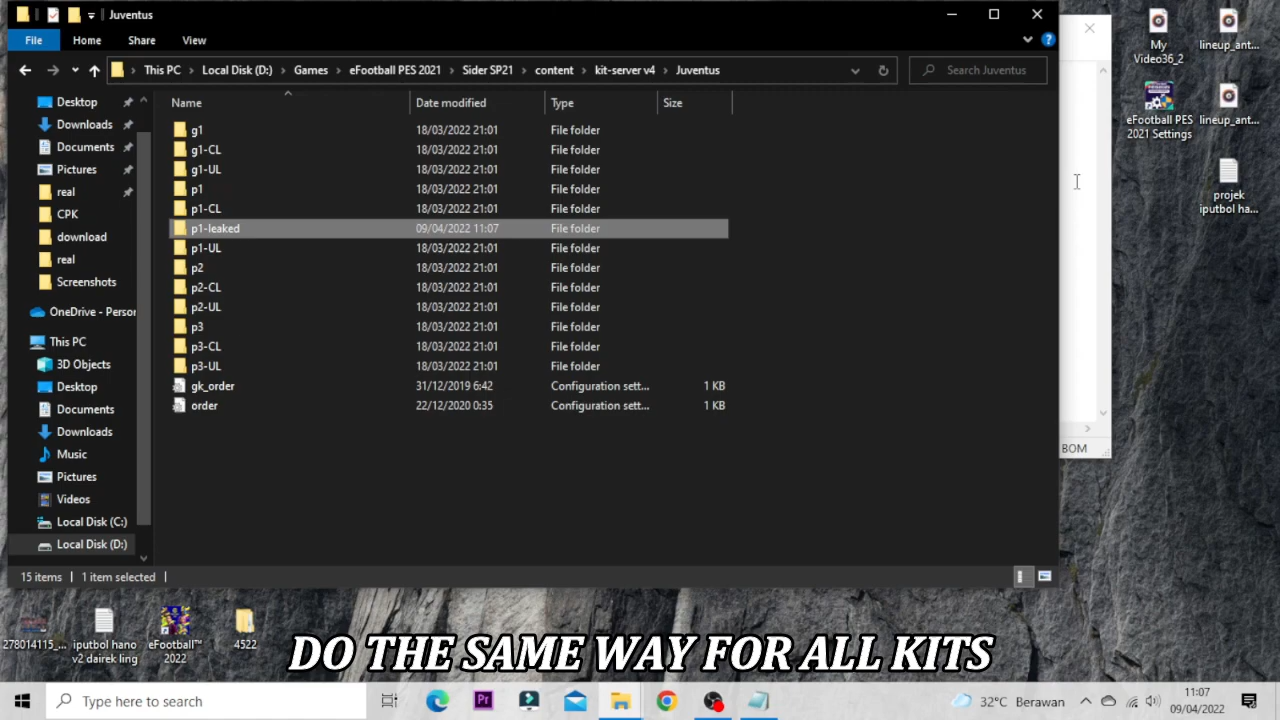 Juventus
File
Home
Share
View
This PC
Local Disk (D:)
Games
eFootball PES 2021
Sider SP21
content
kit-server v4
Juventus
Search Juventus
Name
Date modified
Type
Size
Desktop
Downloads
Documents
Pictures
real
CPK
download
real
Screenshots
OneDrive - Person
This PC
3D Objects
Desktop
Documents
Downloads
Music
Pictures
Videos
Local Disk (C:)
Local Disk (D:)
g1 18/03/2022 21:01 File folder
g1-CL 18/03/2022 21:01 File folder
g1-UL 18/03/2022 21:01 File folder
p1 18/03/2022 21:01 File folder
p1-CL 18/03/2022 21:01 File folder
p1-leaked 09/04/2022 11:07 File folder
p1-UL 18/03/2022 21:01 File folder
p2 18/03/2022 21:01 File folder
p2-CL 18/03/2022 21:01 File folder
p2-UL 18/03/2022 21:01 File folder
p3 18/03/2022 21:01 File folder
p3-CL 18/03/2022 21:01 File folder
p3-UL 18/03/2022 21:01 File folder
gk_order 31/12/2019 6:42 Configuration sett... 1 KB
order 22/12/2020 0:35 Configuration sett... 1 KB
15 items
1 item selected
BOM
My
Video36_2
lineup_ant...
eFootball PES
2021 Settings
lineup_ant...
projek
iputbol ha...
278014115_...
iputbol hano
v2 dairek ling
eFootball™
2022
4522
DO THE SAME WAY FOR ALL KITS
Type here to search
Pr
32°C Berawan
11:07
09/04/2022